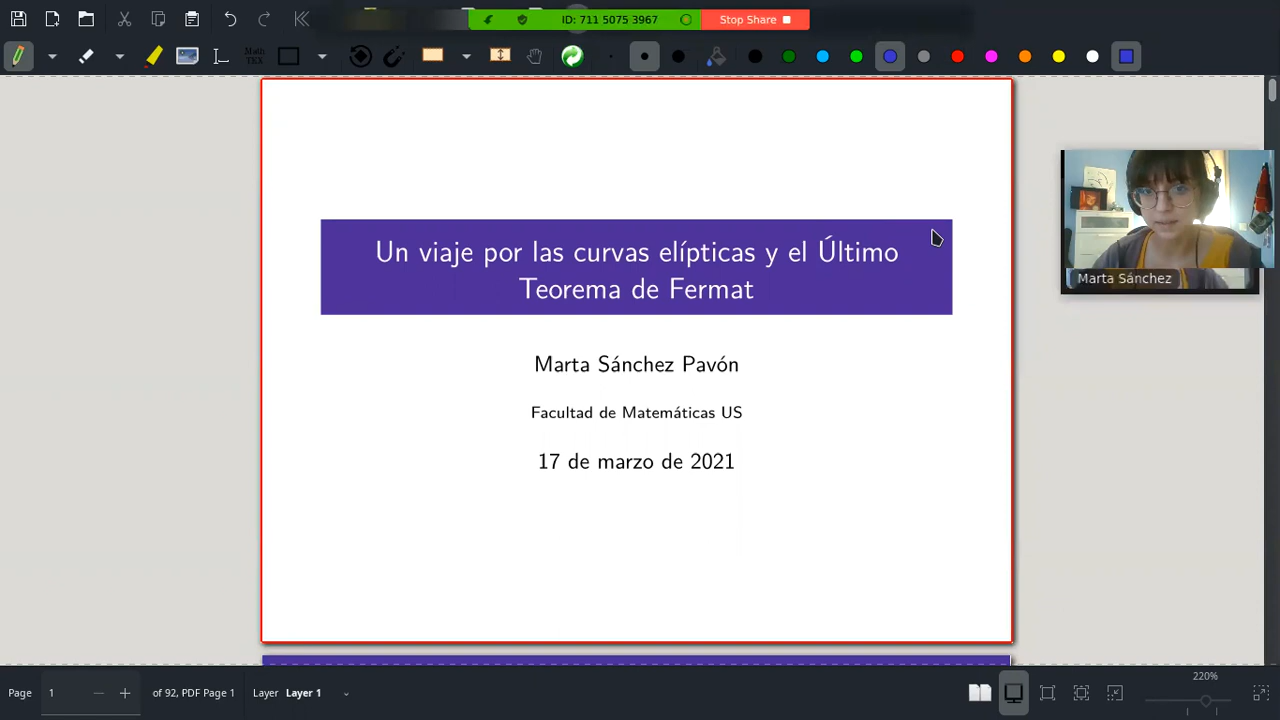 ID: 711 5075 3967
Stop Share
Math
TEX
Un viaje por las curvas elípticas y el Último
Teorema de Fermat
Marta Sánchez Pavón
Facultad de Matemáticas US
17 de marzo de 2021
Marta Sánchez
Page 1 of 92, PDF Page 1 Layer Layer 1
220%